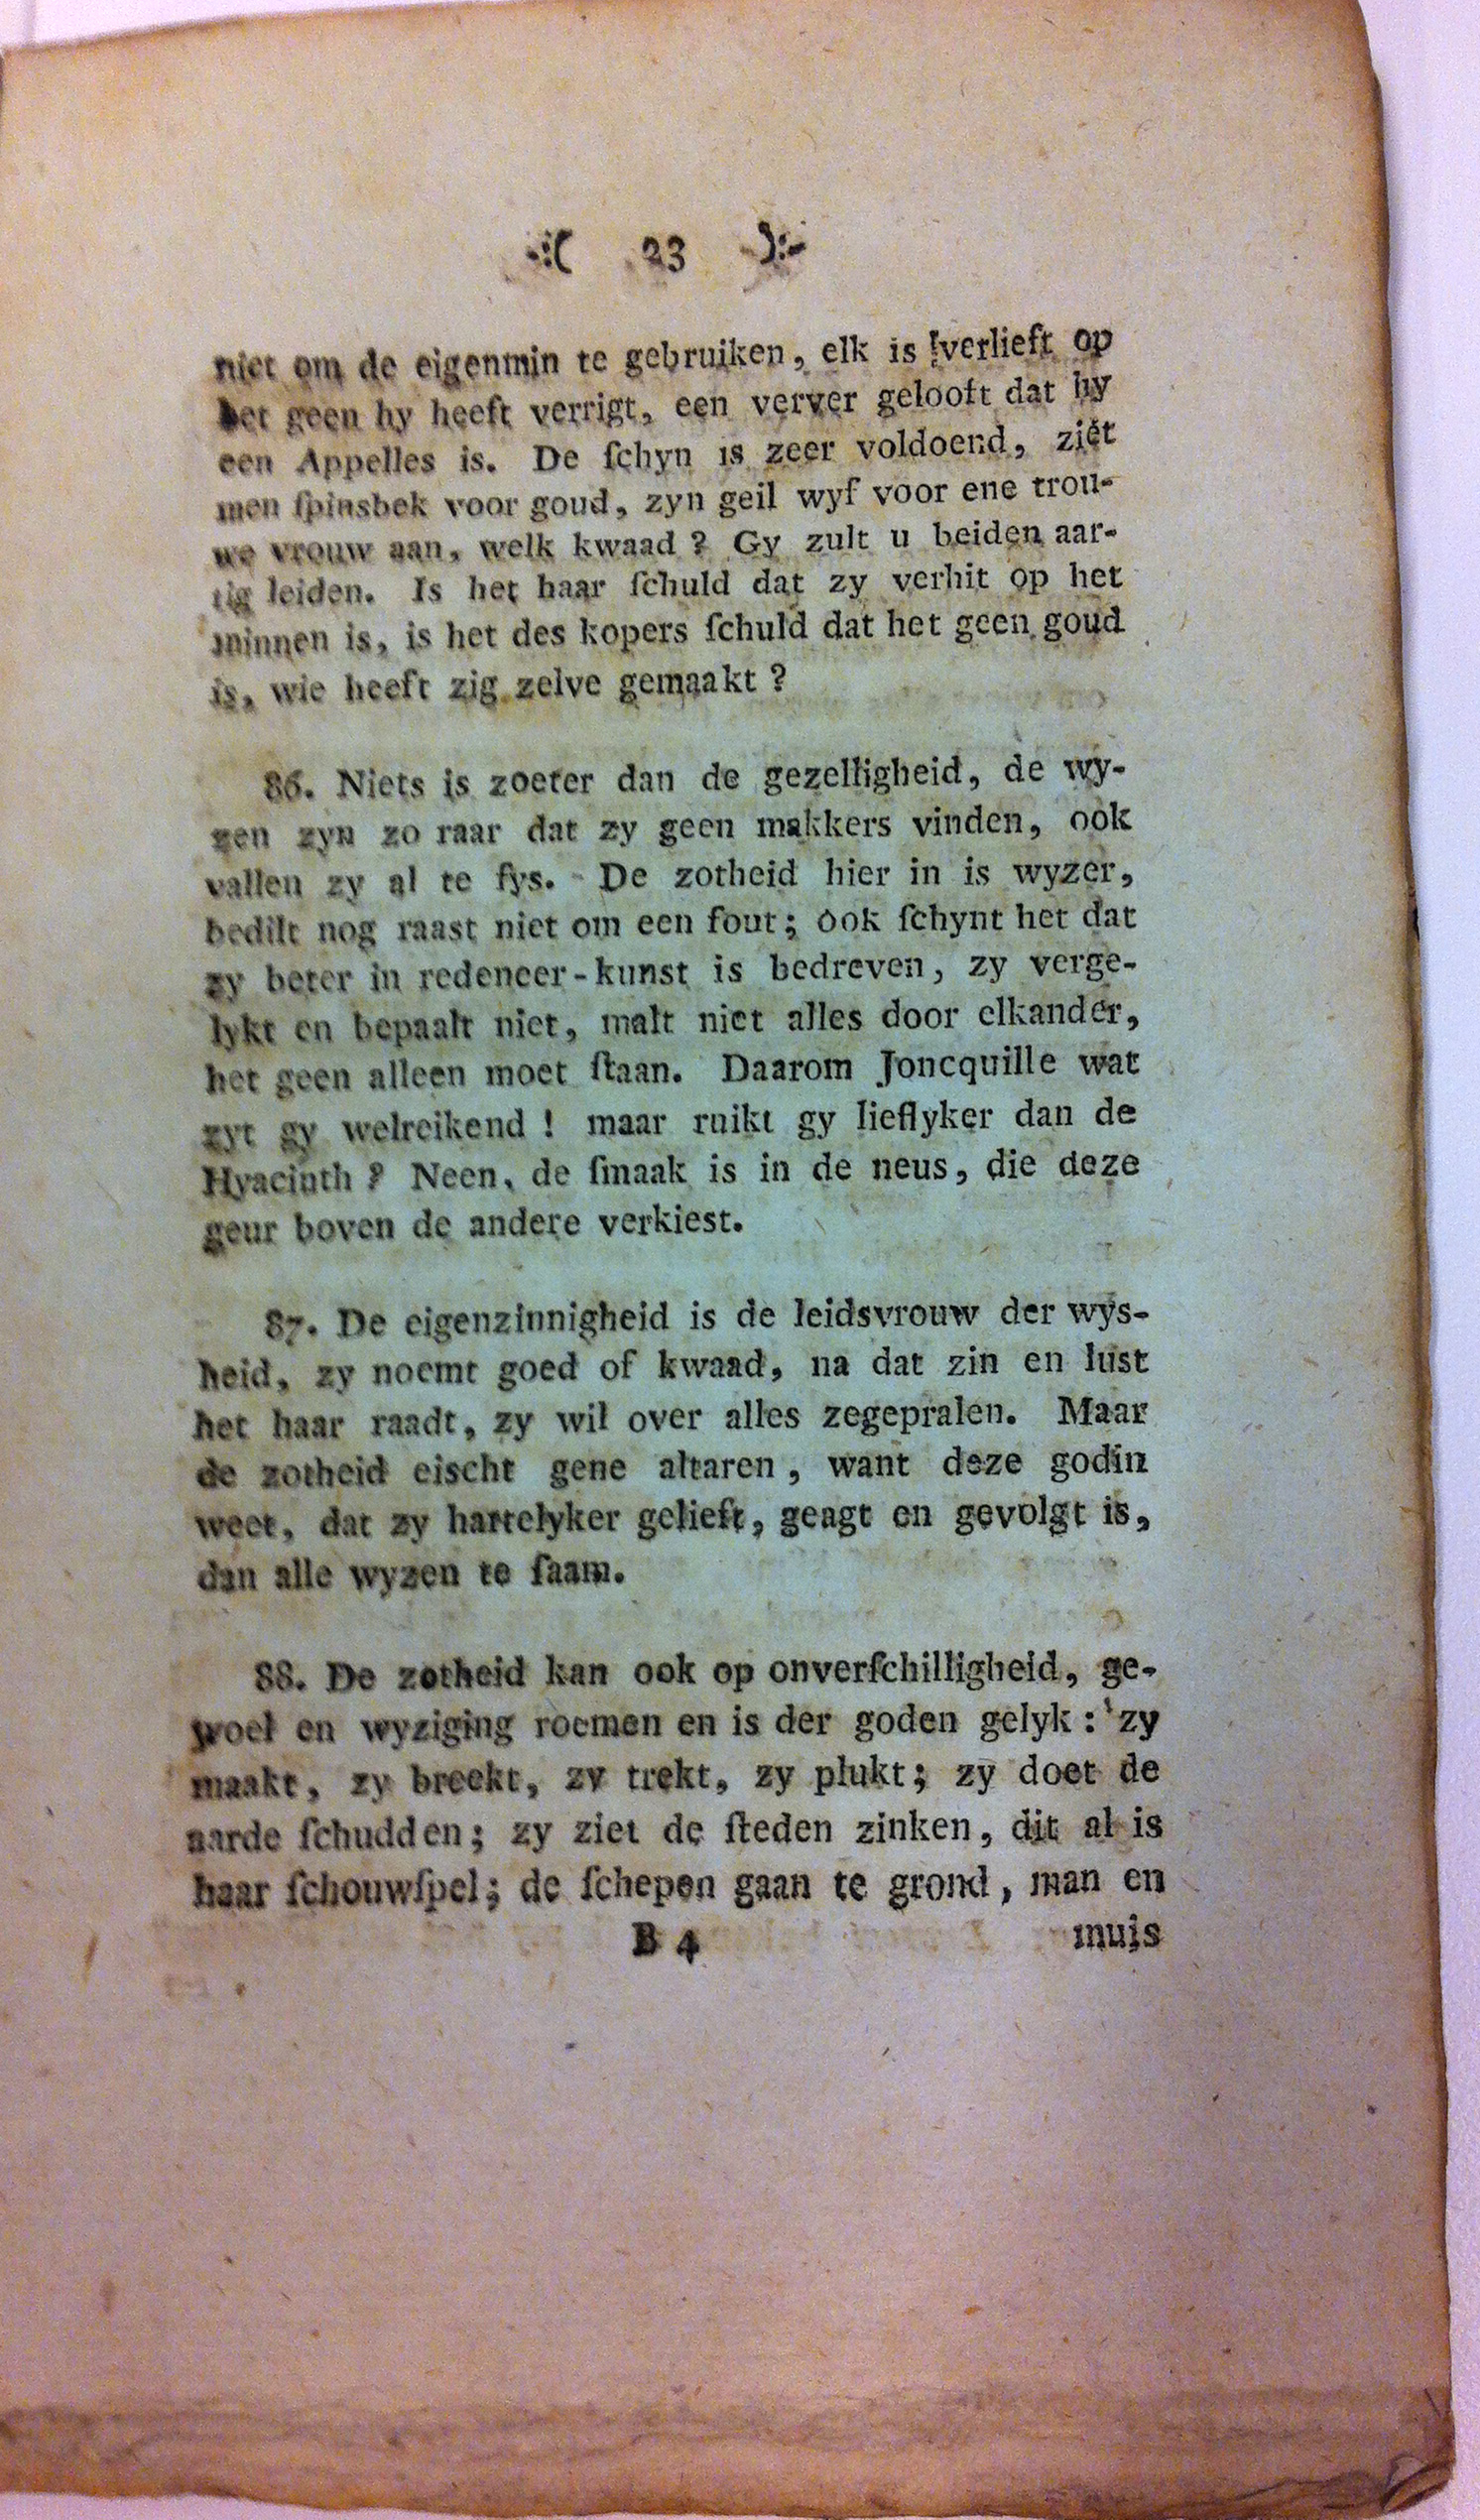 -:( 23 ):-
niet om de eigenmin te gebruiken, elk is verlieft op
het geen hy heeft verrigt, een verver gelooft dat hy
een Appelles is. De ſchyn is zeer voldoend, ziet
men ſpinsbek voor goud, zyn geil wyf voor ene trou-
we vrouw aan, welk kwaad? Gy zult u beiden aar-
tig leiden. Is het haar ſchuld dat zy verhit op het
minnen is, is het des kopers ſchuld dat het geen goud
is, wie heeft zig zelve gemaakt?
86. Niets is zoeter dan de gezelligheid, de wy-
zen zyn zo raar dat zy geen makkers vinden, ook
vallen zy al te fys. De zotheid hier in is wyzer,
bedilt nog raast niet om een fout; ook ſchynt het dat
zy beter in redeneer-kunst is bedreven, zy verge-
lykt en bepaalt niet, malt niet alles door elkander,
het geen alleen moet ſtaan. Daarom Joncquille wat
zyt gy welreikend! maar ruikt gy lieflyker dan de
Hyacinth? Neen, de ſmaak is in de neus, die deze
geur boven de andere verkiest.
87. De eigenzinnigheid is de leidsvrouw der wys-
heid, zy noemt goed of kwaad, na dat zin en lust
het haar raadt, zy wil over alles zegepralen. Maar
de zotheid eischt gene altaren, want deze godin
weet, dat zy hartelyker gelieft, geagt en gevolgt is,
dan alle wyzen te ſaam.
88. De zotheid kan ook op onverſchilligheid, ge-
woel en wyziging roemen en is der goden gelyk: zy
maakt, zy breekt, zy trekt, zy plukt; zy doet de
aarde ſchudden; zy ziet de ſteden zinken, dit al is
haar ſchouwſpel; de ſchepen gaan te grond, man en
B 4 muis